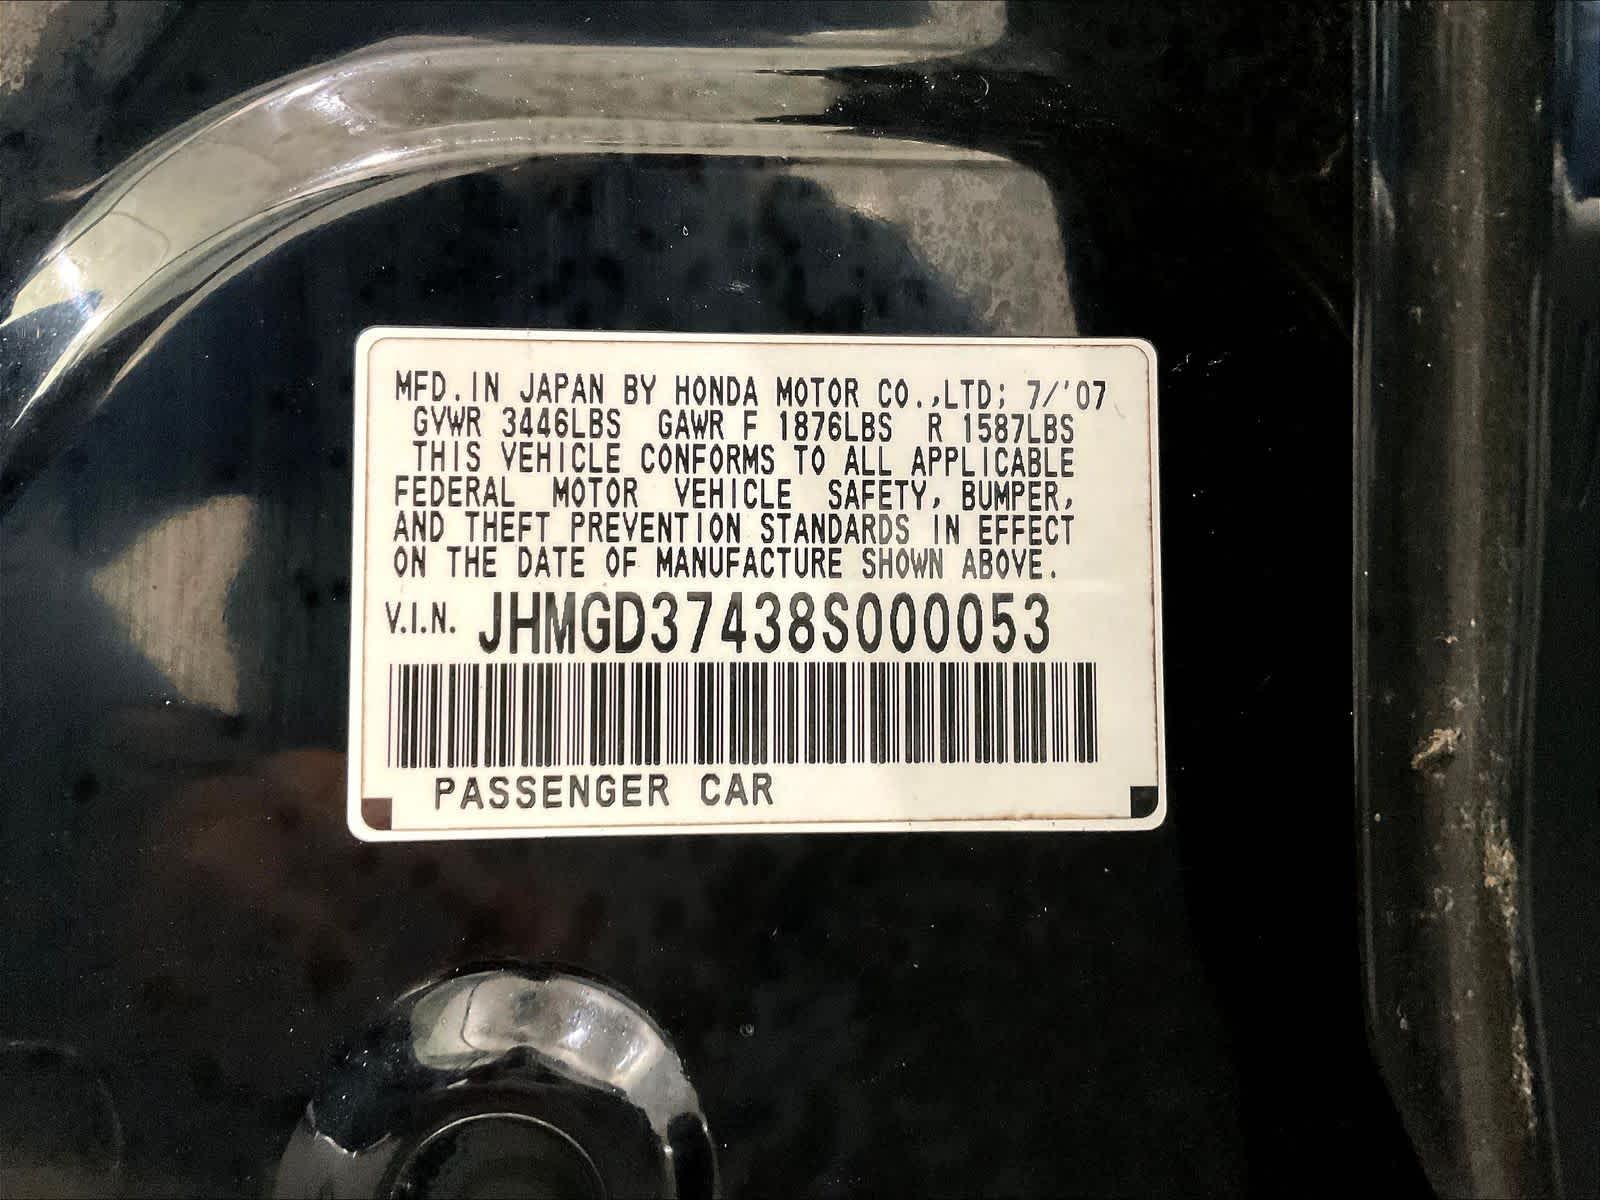 MFD.IN JAPAN BY HONDA MOTOR CO.,LTD; 7/'07
GVWR 3446LBS GAWR F 1876LBS R 1587LBS
THIS VEHICLE CONFORMS TO ALL APPLICABLE
FEDERAL MOTOR VEHICLE SAFETY, BUMPER,
AND THEFT PREVENTION STANDARDS IN EFFECT
ON THE DATE OF MANUFACTURE SHOWN ABOVE.
V.I.N. JHMGD37438S000053
PASSENGER CAR